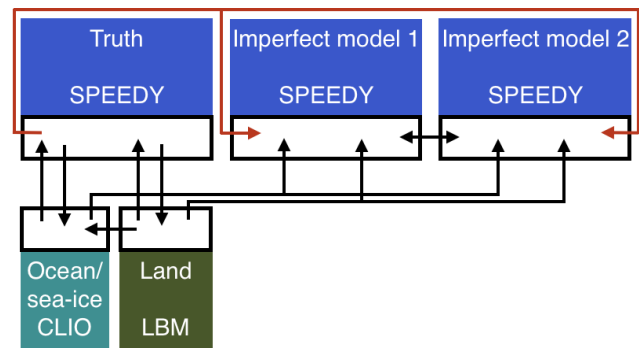 Truth
SPEEDY
Imperfect model 1
SPEEDY
Imperfect model 2
SPEEDY
Ocean/
sea-ice
CLIO
Land
LBM